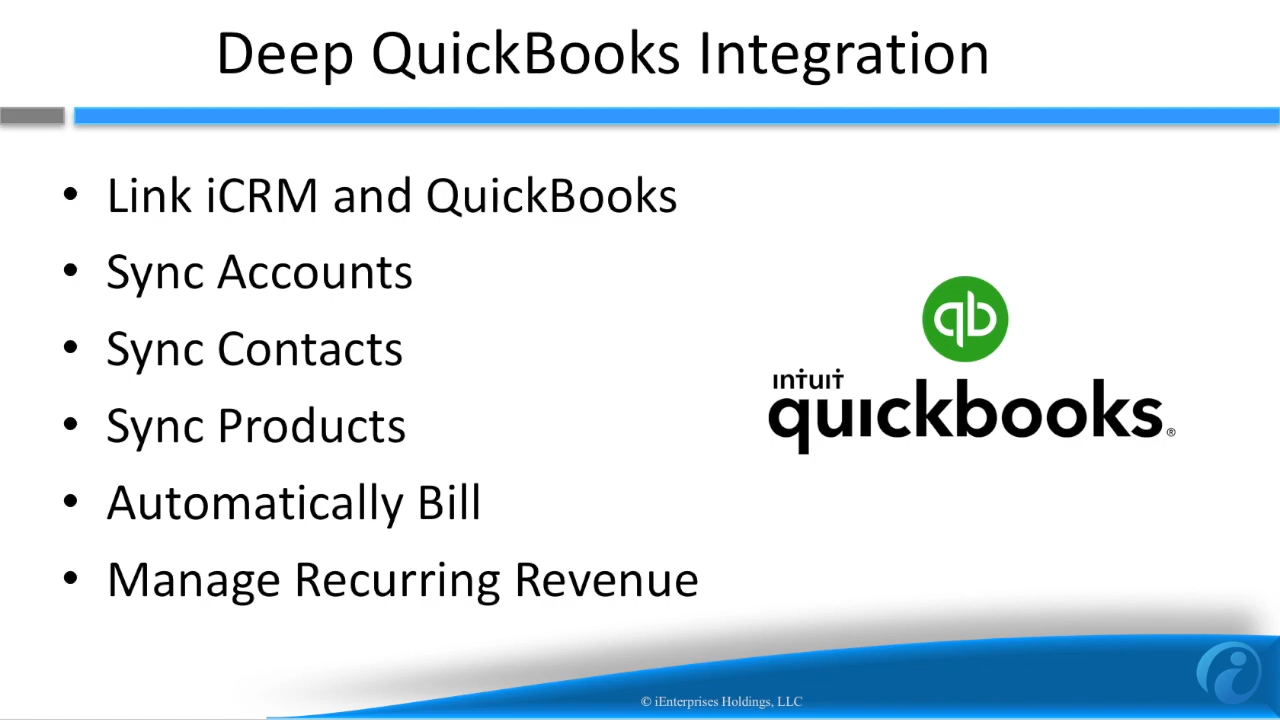 Deep QuickBooks Integration
• Link iCRM and QuickBooks
• Sync Accounts
• Sync Contacts
• Sync Products
• Automatically Bill
• Manage Recurring Revenue
qb
intuit
quickbooks®
© iEnterprises Holdings, LLC
i